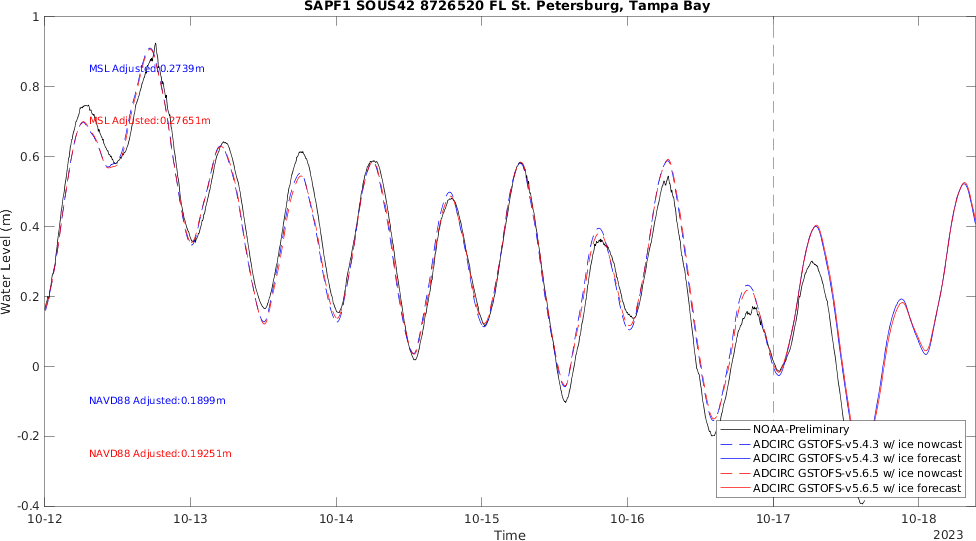 SAPF1 SOUS42 8726520 FL St. Petersburg, Tampa Bay
1
0.8
0.6
0.4
0.2
0
-0.2
-0.4
Water Level (m)
MSL Adjusted:0.2739m
MSL Adjusted:0.27651m
NAVD88 Adjusted:0.1899m
NAVD88 Adjusted:0.19251m
NOAA-Preliminary
ADCIRC GSTOFS-v5.4.3 w/ ice nowcast
ADCIRC GSTOFS-v5.4.3 w/ ice forecast
ADCIRC GSTOFS-v5.6.5 w/ ice nowcast
ADCIRC GSTOFS-v5.6.5 w/ ice forecast
10-12 10-13 10-14 10-15 10-16 10-17 10-18
Time
2023